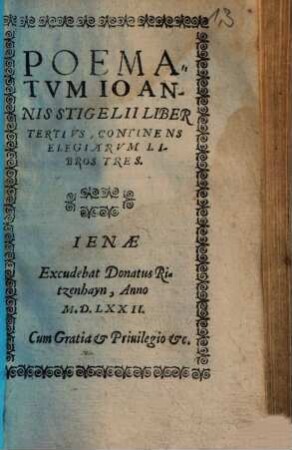 13
POEMA-
TVM IOAN-
NIS STIGELII LIBER
TERTIVS, CONTINENS
ELEGIARVM LI-
BROS TRES.
IENÆ
Excudebat Donatus Ri-
tzenhayn, Anno
M.D.LXXII.
Cum Gratia & Priuilegio &c.